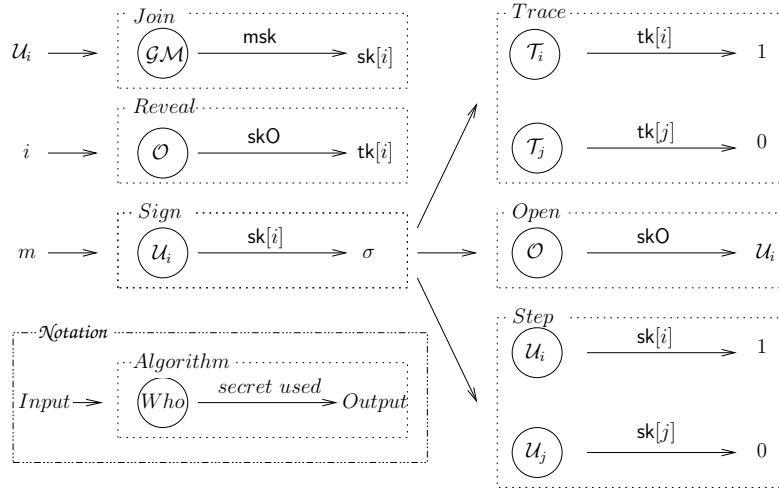 Join
𝒰ᵢ 𝒢ℳ msk sk[i]
Reveal
i 𝒪 skO tk[i]
Sign
m 𝒰ᵢ sk[i] σ
Notation
Algorithm
Input Who secret used Output
Trace
𝒯ᵢ tk[i] 1
𝒯ⱼ tk[j] 0
Open
𝒪 skO 𝒰ᵢ
Step
𝒰ᵢ sk[i] 1
𝒰ⱼ sk[j] 0